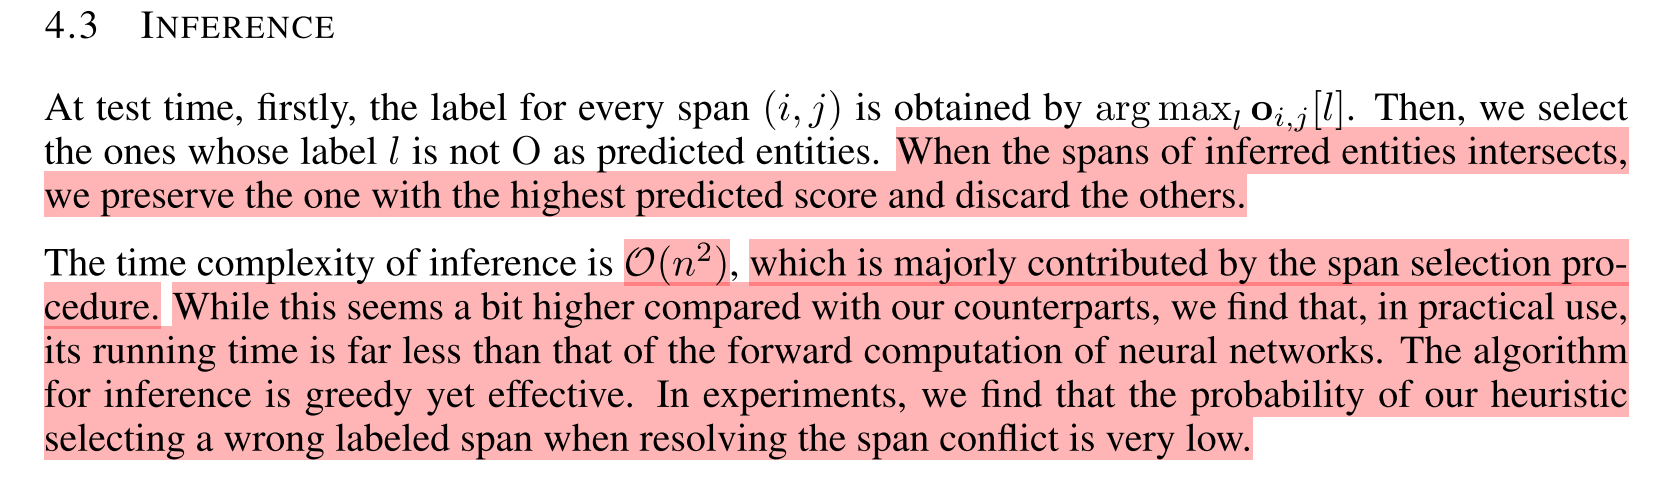 4.3 INFERENCE
At test time, firstly, the label for every span (i, j) is obtained by arg max_l o_{i,j}[l]. Then, we select
the ones whose label l is not O as predicted entities. When the spans of inferred entities intersects,
we preserve the one with the highest predicted score and discard the others.
The time complexity of inference is 𝒪(n²), which is majorly contributed by the span selection pro-
cedure. While this seems a bit higher compared with our counterparts, we find that, in practical use,
its running time is far less than that of the forward computation of neural networks. The algorithm
for inference is greedy yet effective. In experiments, we find that the probability of our heuristic
selecting a wrong labeled span when resolving the span conflict is very low.